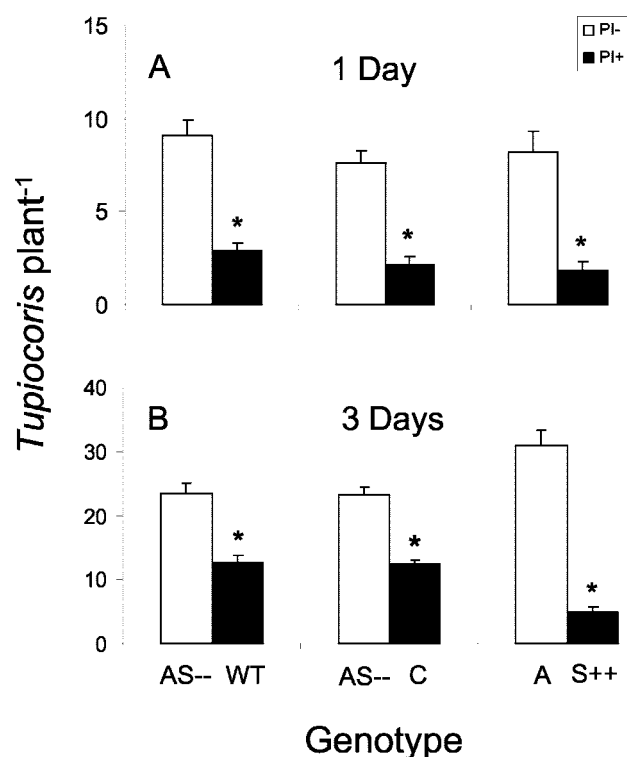 PI-
PI+
A
1 Day
15
10
5
0
*
*
*
Tupiocoris plant-1
B
3 Days
40
30
20
10
0
*
*
*
AS-- WT
AS-- C
A S++
Genotype